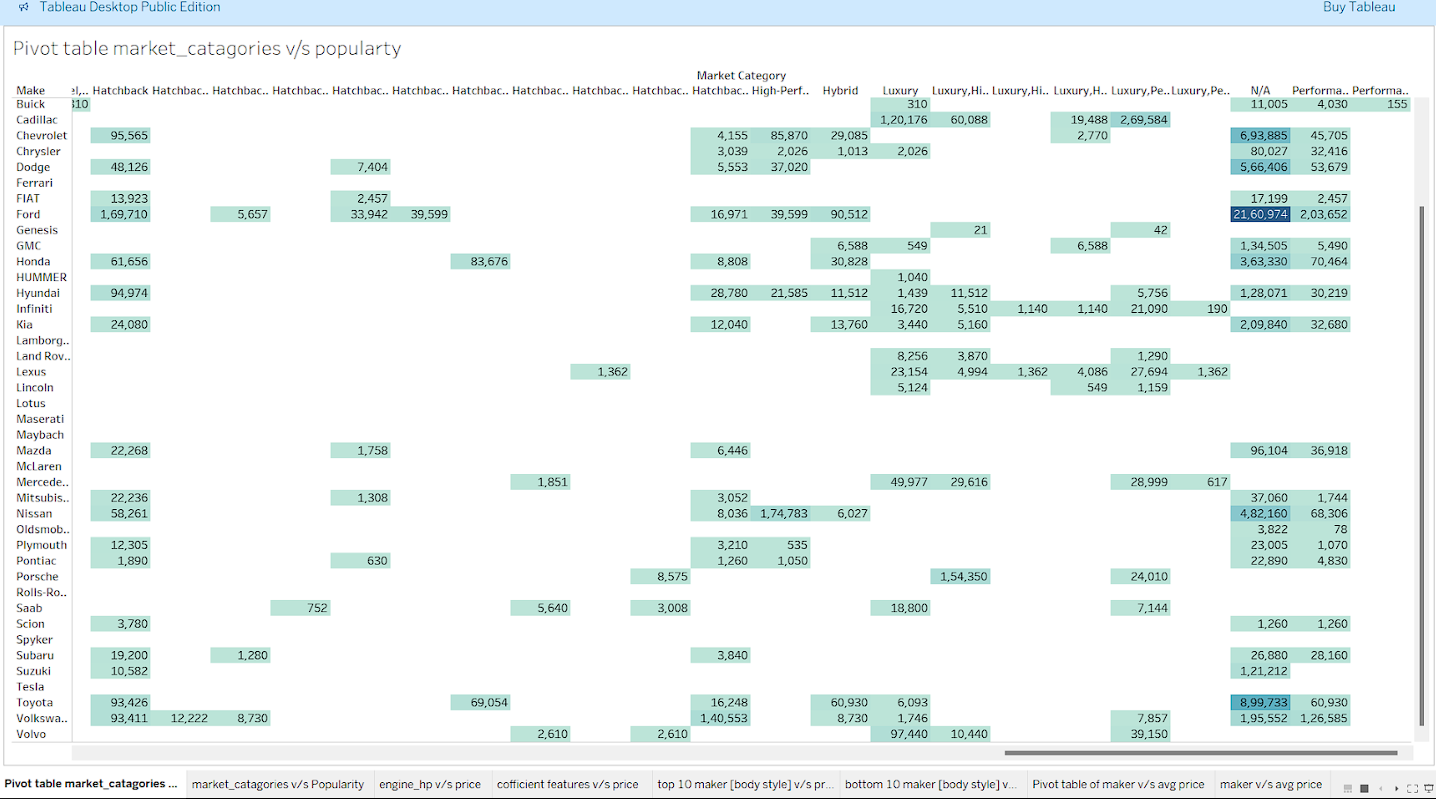 Tableau Desktop Public Edition Buy Tableau
Pivot table market_catagories v/s popularty
Market Category
Make el,.. Hatchback Hatchbac.. Hatchbac.. Hatchbac.. Hatchbac.. Hatchbac.. Hatchbac.. Hatchbac.. Hatchbac.. Hatchbac.. Hatchbac.. High-Perf.. Hybrid Luxury Luxury,Hi.. Luxury,Hi.. Luxury,H.. Luxury,Pe.. Luxury,Pe.. N/A Performa.. Performa..
Buick 310 310 11,005 4,030 155
Cadillac 1,20,176 60,088 19,488 2,69,584
Chevrolet 95,565 4,155 85,870 29,085 2,770 6,93,885 45,705
Chrysler 3,039 2,026 1,013 2,026 80,027 32,416
Dodge 48,126 7,404 5,553 37,020 5,66,406 53,679
Ferrari
FIAT 13,923 2,457 17,199 2,457
Ford 1,69,710 5,657 33,942 39,599 16,971 39,599 90,512 21,60,974 2,03,652
Genesis 21 42
GMC 6,588 549 6,588 1,34,505 5,490
Honda 61,656 83,676 8,808 30,828 3,63,330 70,464
HUMMER 1,040
Hyundai 94,974 28,780 21,585 11,512 1,439 11,512 5,756 1,28,071 30,219
Infiniti 16,720 5,510 1,140 1,140 21,090 190
Kia 24,080 12,040 13,760 3,440 5,160 2,09,840 32,680
Lamborg..
Land Rov.. 8,256 3,870 1,290
Lexus 1,362 23,154 4,994 1,362 4,086 27,694 1,362
Lincoln 5,124 549 1,159
Lotus
Maserati
Maybach
Mazda 22,268 1,758 6,446 96,104 36,918
McLaren
Mercede.. 1,851 49,977 29,616 28,999 617
Mitsubis.. 22,236 1,308 3,052 37,060 1,744
Nissan 58,261 8,036 1,74,783 6,027 4,82,160 68,306
Oldsmob.. 3,822 78
Plymouth 12,305 3,210 535 23,005 1,070
Pontiac 1,890 630 1,260 1,050 22,890 4,830
Porsche 8,575 1,54,350 24,010
Rolls-Ro..
Saab 752 5,640 3,008 18,800 7,144
Scion 3,780 1,260 1,260
Spyker
Subaru 19,200 1,280 3,840 26,880 28,160
Suzuki 10,582 1,21,212
Tesla
Toyota 93,426 69,054 16,248 60,930 6,093 8,99,733 60,930
Volkswa.. 93,411 12,222 8,730 1,40,553 8,730 1,746 7,857 1,95,552 1,26,585
Volvo 2,610 2,610 97,440 10,440 39,150
Pivot table market_catagories ... market_catagories v/s Popularity engine_hp v/s price cofficient features v/s price top 10 maker [body style] v/s pr... bottom 10 maker [body style] v... Pivot table of maker v/s avg price maker v/s avg price